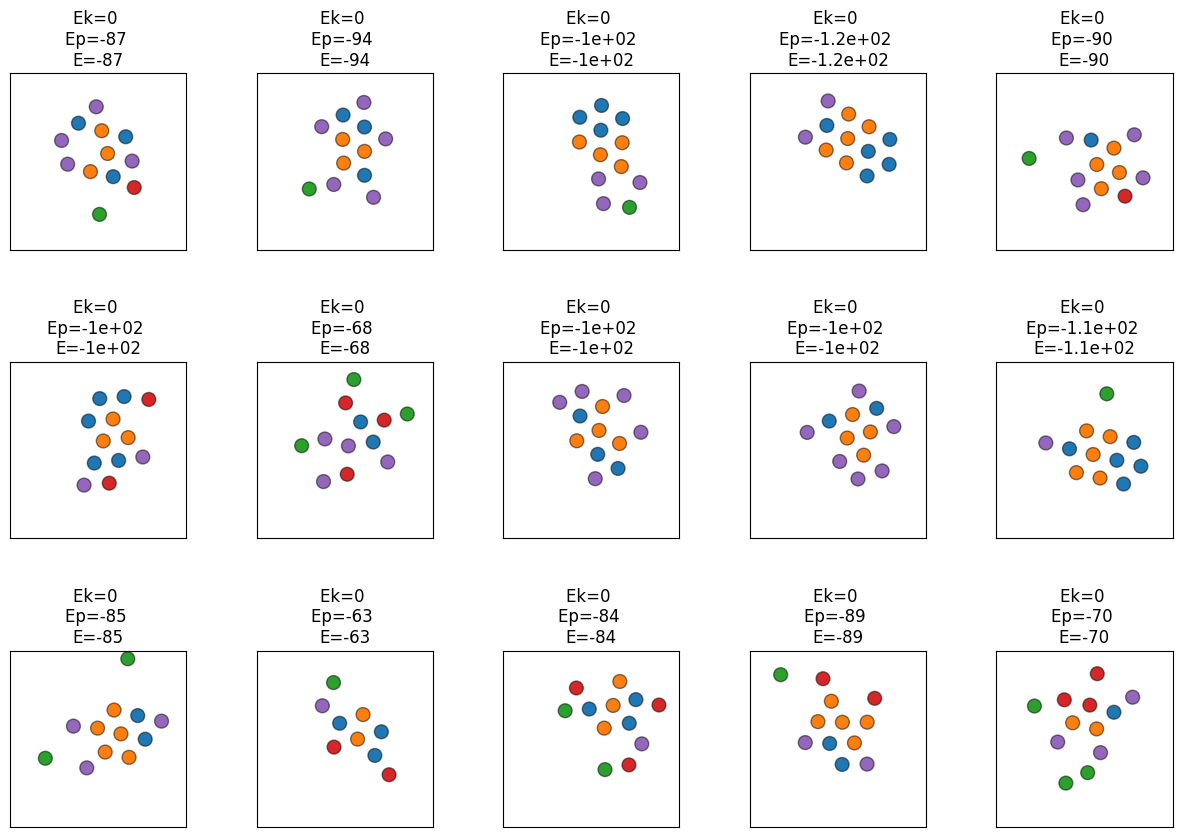 Ek=0
Ep=-87
E=-87
Ek=0
Ep=-94
E=-94
Ek=0
Ep=-1e+02
E=-1e+02
Ek=0
Ep=-1.2e+02
E=-1.2e+02
Ek=0
Ep=-90
E=-90
Ek=0
Ep=-1e+02
E=-1e+02
Ek=0
Ep=-68
E=-68
Ek=0
Ep=-1e+02
E=-1e+02
Ek=0
Ep=-1e+02
E=-1e+02
Ek=0
Ep=-1.1e+02
E=-1.1e+02
Ek=0
Ep=-85
E=-85
Ek=0
Ep=-63
E=-63
Ek=0
Ep=-84
E=-84
Ek=0
Ep=-89
E=-89
Ek=0
Ep=-70
E=-70